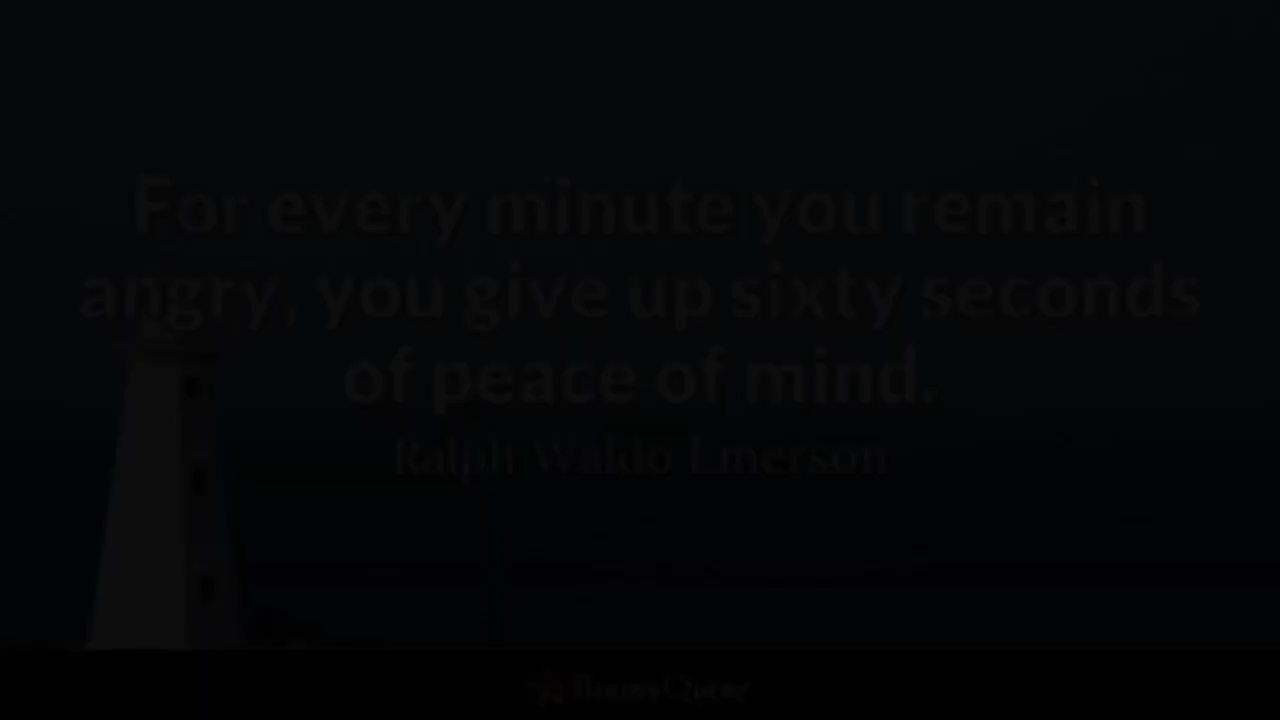 For every minute you remain
angry, you give up sixty seconds
of peace of mind.
Ralph Waldo Emerson